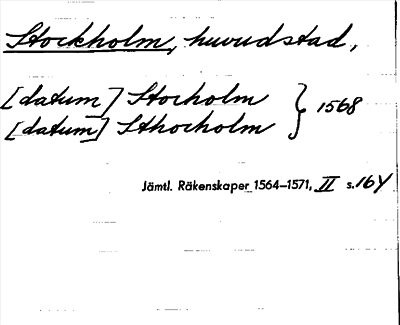 Stockholm, huvudstad,
[datum] Stocholm
[datum] Sthocholm } 1568
Jämtl. Räkenskaper 1564–1571, II s. 164